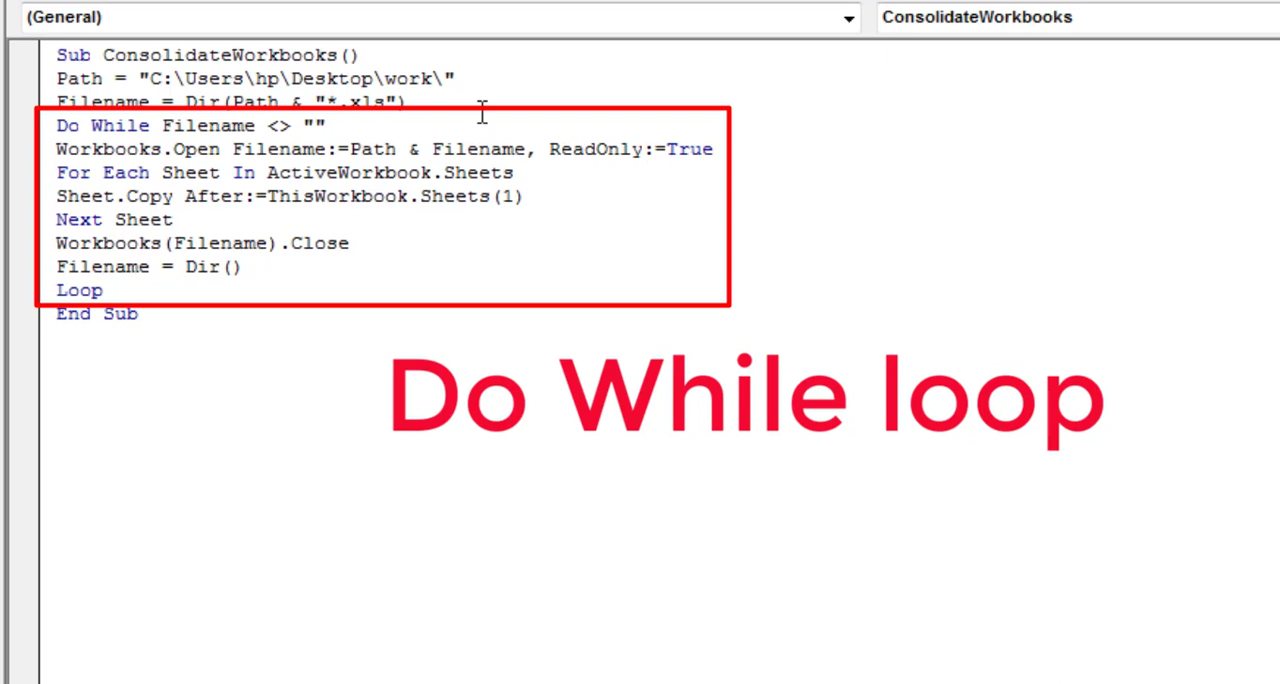 (General)
ConsolidateWorkbooks
Sub ConsolidateWorkbooks()
Path = "C:\Users\hp\Desktop\work\"
Filename = Dir(Path & "*.xls")
Do While Filename <> ""
Workbooks.Open Filename:=Path & Filename, ReadOnly:=True
For Each Sheet In ActiveWorkbook.Sheets
Sheet.Copy After:=ThisWorkbook.Sheets(1)
Next Sheet
Workbooks(Filename).Close
Filename = Dir()
Loop
End Sub
Do While loop